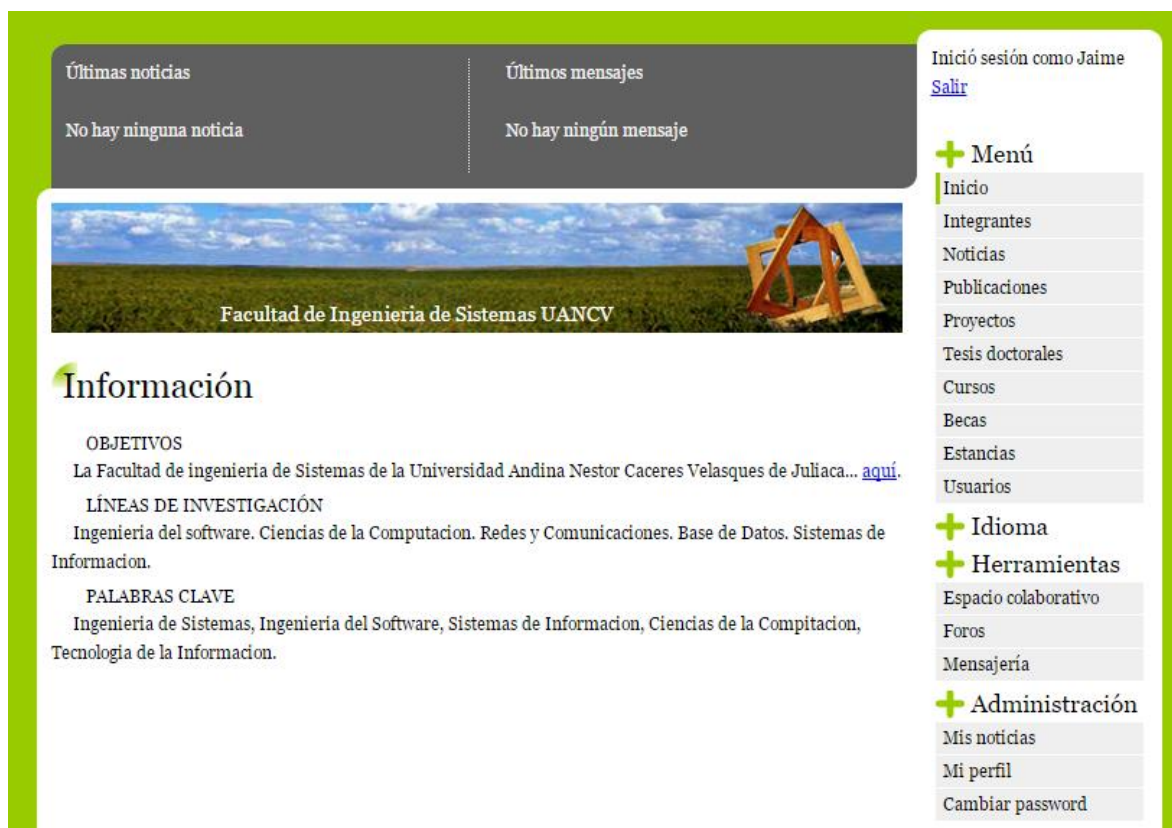 Últimas noticias
No hay ninguna noticia
Últimos mensajes
No hay ningún mensaje
Inició sesión como Jaime
Salir
Facultad de Ingenieria de Sistemas UANCV
Información
OBJETIVOS
La Facultad de ingenieria de Sistemas de la Universidad Andina Nestor Caceres Velasques de Juliaca... aquí.
LÍNEAS DE INVESTIGACIÓN
Ingenieria del software. Ciencias de la Computacion. Redes y Comunicaciones. Base de Datos. Sistemas de
Informacion.
PALABRAS CLAVE
Ingenieria de Sistemas, Ingenieria del Software, Sistemas de Informacion, Ciencias de la Compitacion,
Tecnologia de la Informacion.
Menú
Inicio
Integrantes
Noticias
Publicaciones
Proyectos
Tesis doctorales
Cursos
Becas
Estancias
Usuarios
Idioma
Herramientas
Espacio colaborativo
Foros
Mensajería
Administración
Mis noticias
Mi perfil
Cambiar password